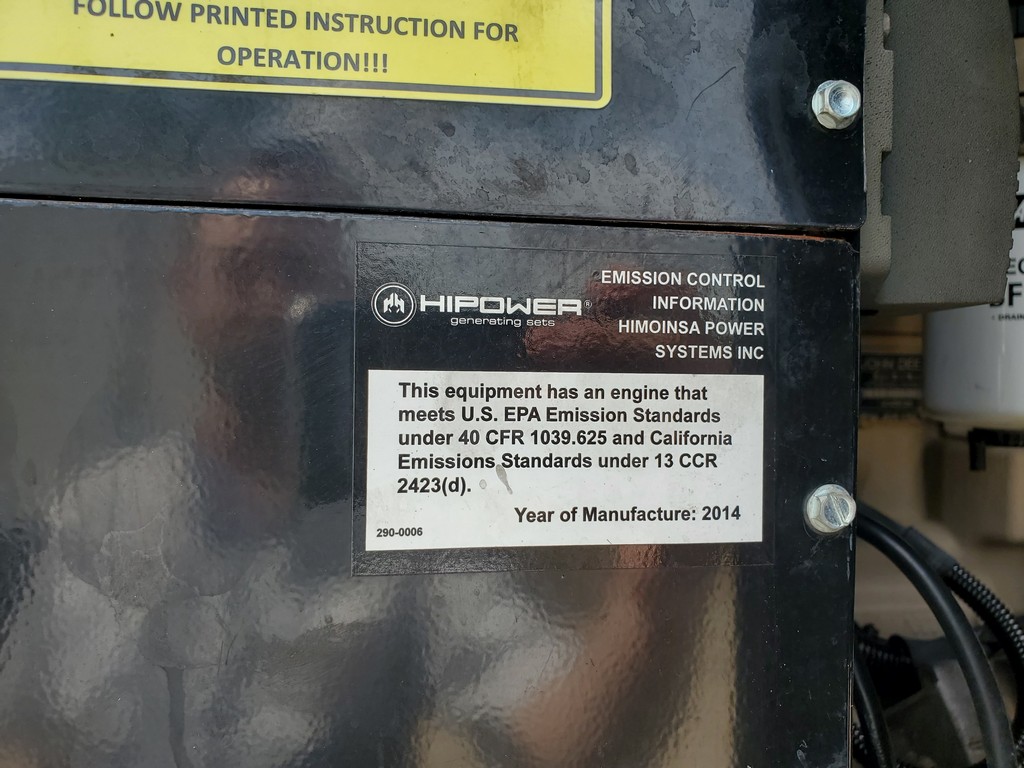 FOLLOW PRINTED INSTRUCTION FOR
OPERATION!!!
HIPOWER®
generating sets
EMISSION CONTROL
INFORMATION
HIMOINSA POWER
SYSTEMS INC
This equipment has an engine that
meets U.S. EPA Emission Standards
under 40 CFR 1039.625 and California
Emissions Standards under 13 CCR
2423(d).
Year of Manufacture: 2014
290-0006